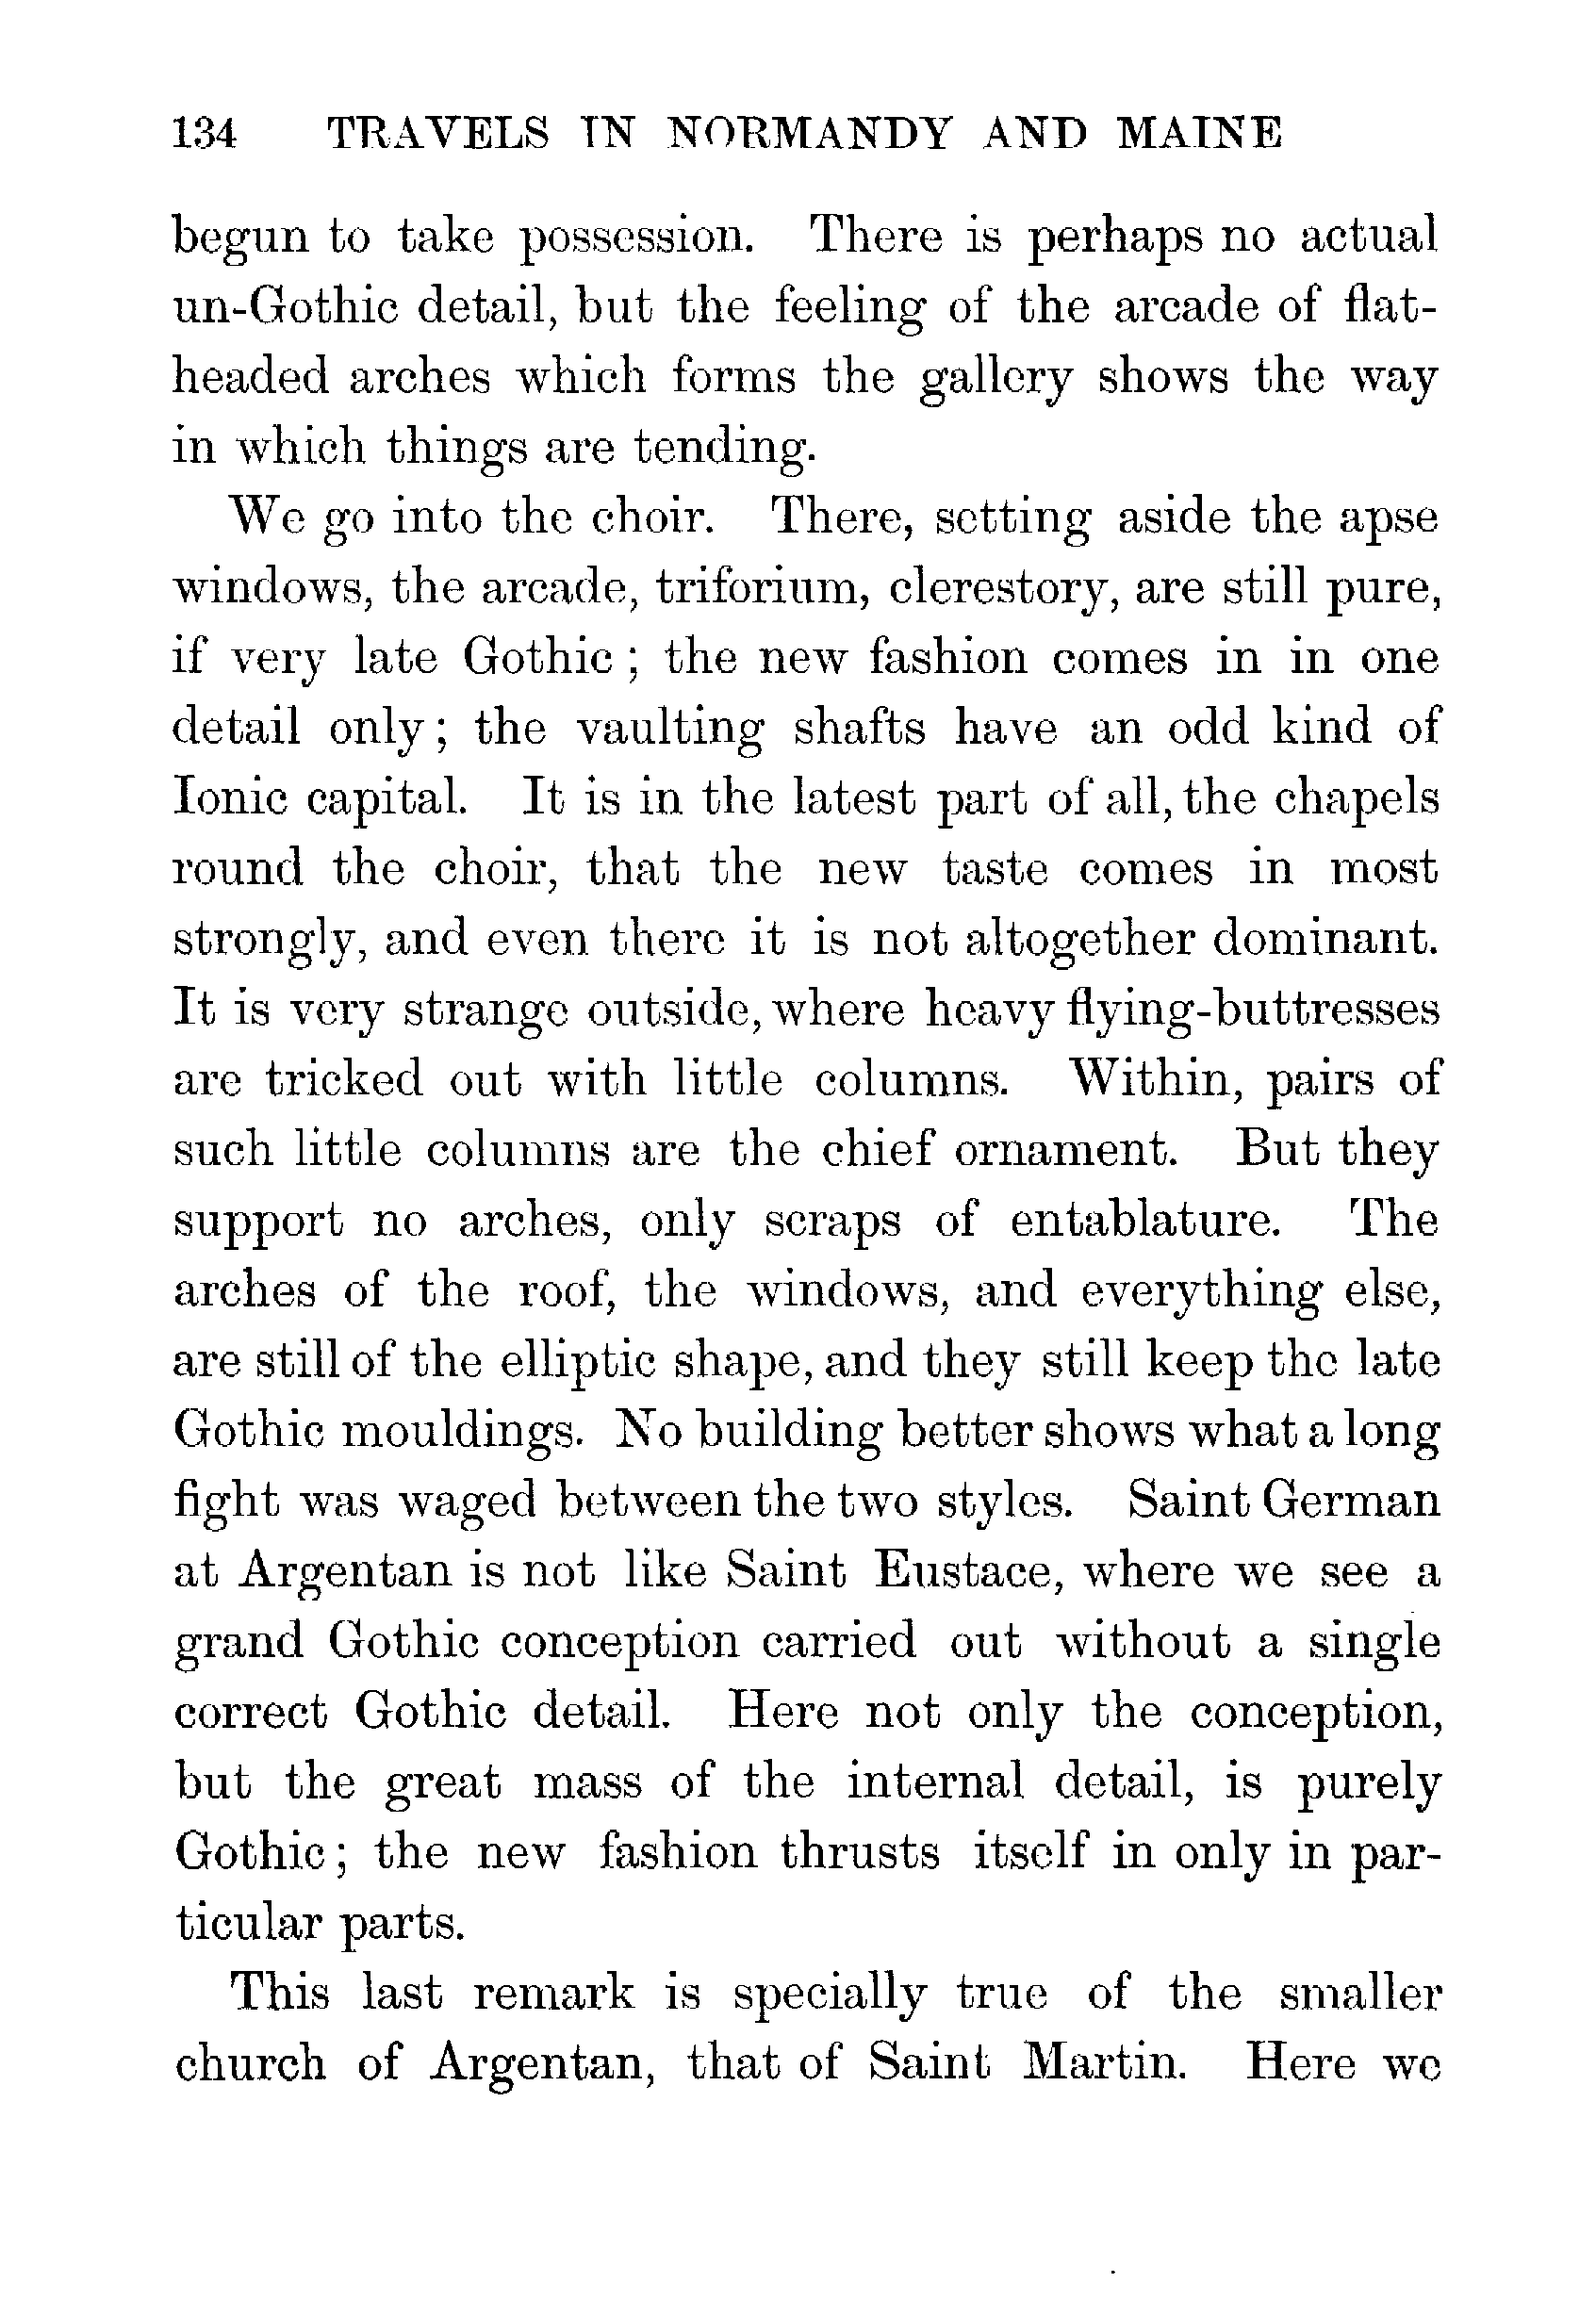 134 TRAVELS IN NORMANDY AND MAINE
begun to take possession. There is perhaps no actual
un-Gothic detail, but the feeling of the arcade of flat-
headed arches which forms the gallery shows the way
in which things are tending.
We go into the choir. There, setting aside the apse
windows, the arcade, triforium, clerestory, are still pure,
if very late Gothic ; the new fashion comes in in one
detail only ; the vaulting shafts have an odd kind of
Ionic capital. It is in the latest part of all, the chapels
round the choir, that the new taste comes in most
strongly, and even there it is not altogether dominant.
It is very strange outside, where heavy flying-buttresses
are tricked out with little columns. Within, pairs of
such little columns are the chief ornament. But they
support no arches, only scraps of entablature. The
arches of the roof, the windows, and everything else,
are still of the elliptic shape, and they still keep the late
Gothic mouldings. No building better shows what a long
fight was waged between the two styles. Saint German
at Argentan is not like Saint Eustace, where we see a
grand Gothic conception carried out without a single
correct Gothic detail. Here not only the conception,
but the great mass of the internal detail, is purely
Gothic ; the new fashion thrusts itself in only in par-
ticular parts.
This last remark is specially true of the smaller
church of Argentan, that of Saint Martin. Here we